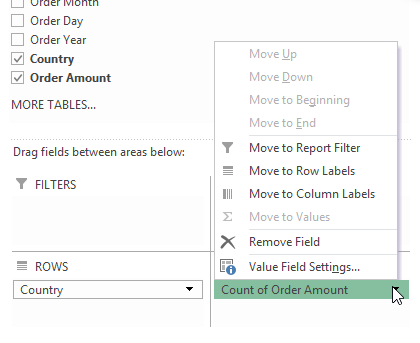 Order Month
Order Day
Order Year
Country
Order Amount
MORE TABLES...
Drag fields between areas below:
FILTERS
ROWS
Country
Move Up
Move Down
Move to Beginning
Move to End
Move to Report Filter
Move to Row Labels
Move to Column Labels
Σ Move to Values
Remove Field
Value Field Settings...
Count of Order Amount